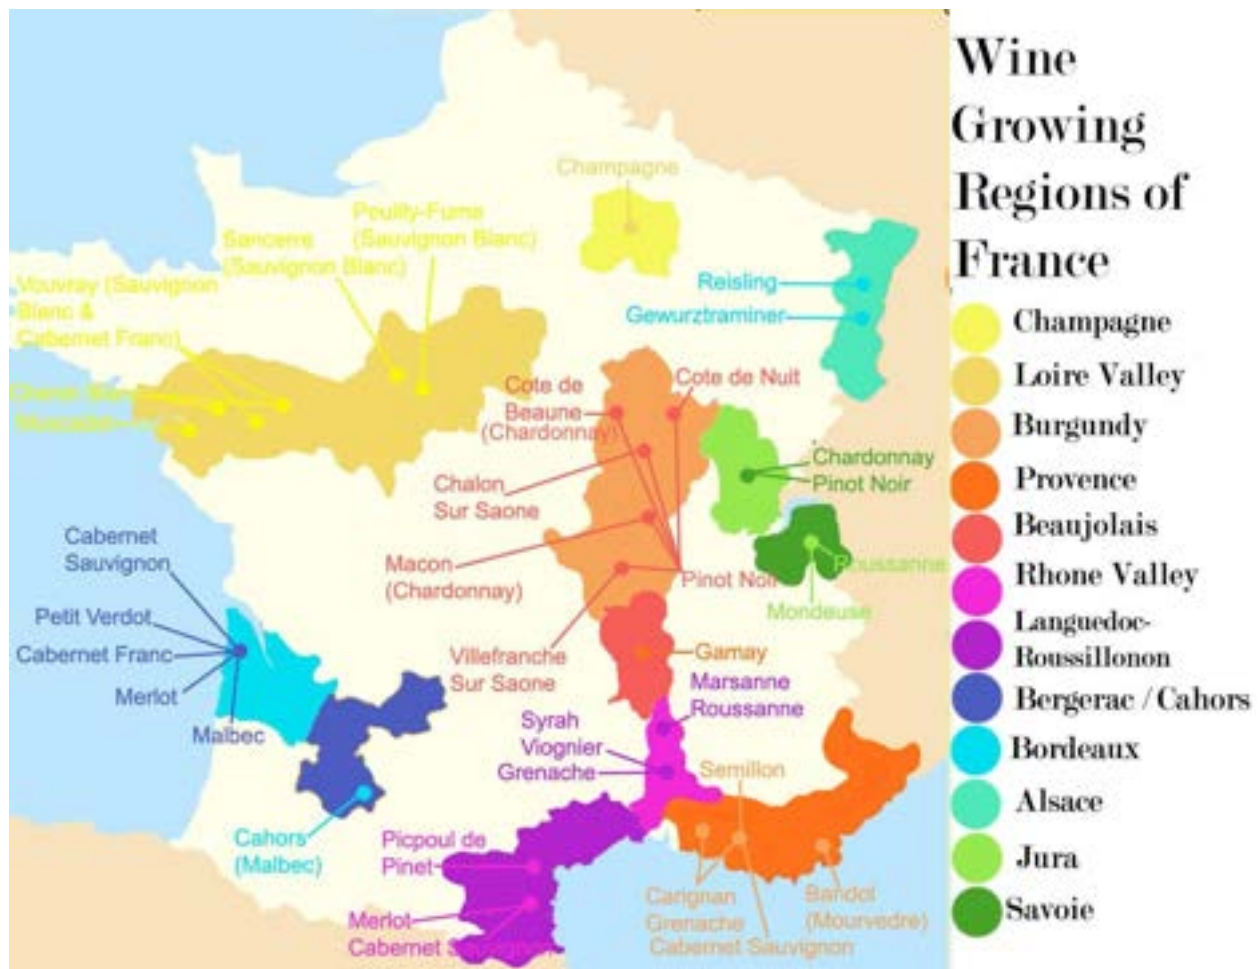 Wine
Growing
Regions of
France
Champagne
Loire Valley
Burgundy
Provence
Beaujolais
Rhone Valley
Languedoc-
Roussillonon
Bergerac / Cahors
Bordeaux
Alsace
Jura
Savoie
Champagne
Peuilly-Fume
(Sauvignon Blanc)
Sancerre
(Sauvignon Blanc)
Vouvray (Sauvignon
Blanc &
Cabernet Franc)
Reisling
Gewurztraminer
Cote de
Beaune
(Chardonnay)
Cote de Nuit
Chalon
Sur Saone
Macon
(Chardonnay)
Pinot Noir
Villefranche
Sur Saone
Chardonnay
Pinot Noir
Roussanne
Mondeuse
Gamay
Cabernet
Sauvignon
Petit Verdot
Cabernet Franc
Merlot
Malbec
Cahors
(Malbec)
Marsanne
Roussanne
Syrah
Viognier
Grenache
Semillon
Picpoul de
Pinet
Merlot
Cabernet Sauvignon
Carignan
Grenache
Cabernet Sauvignon
Bandol
(Mourvedre)